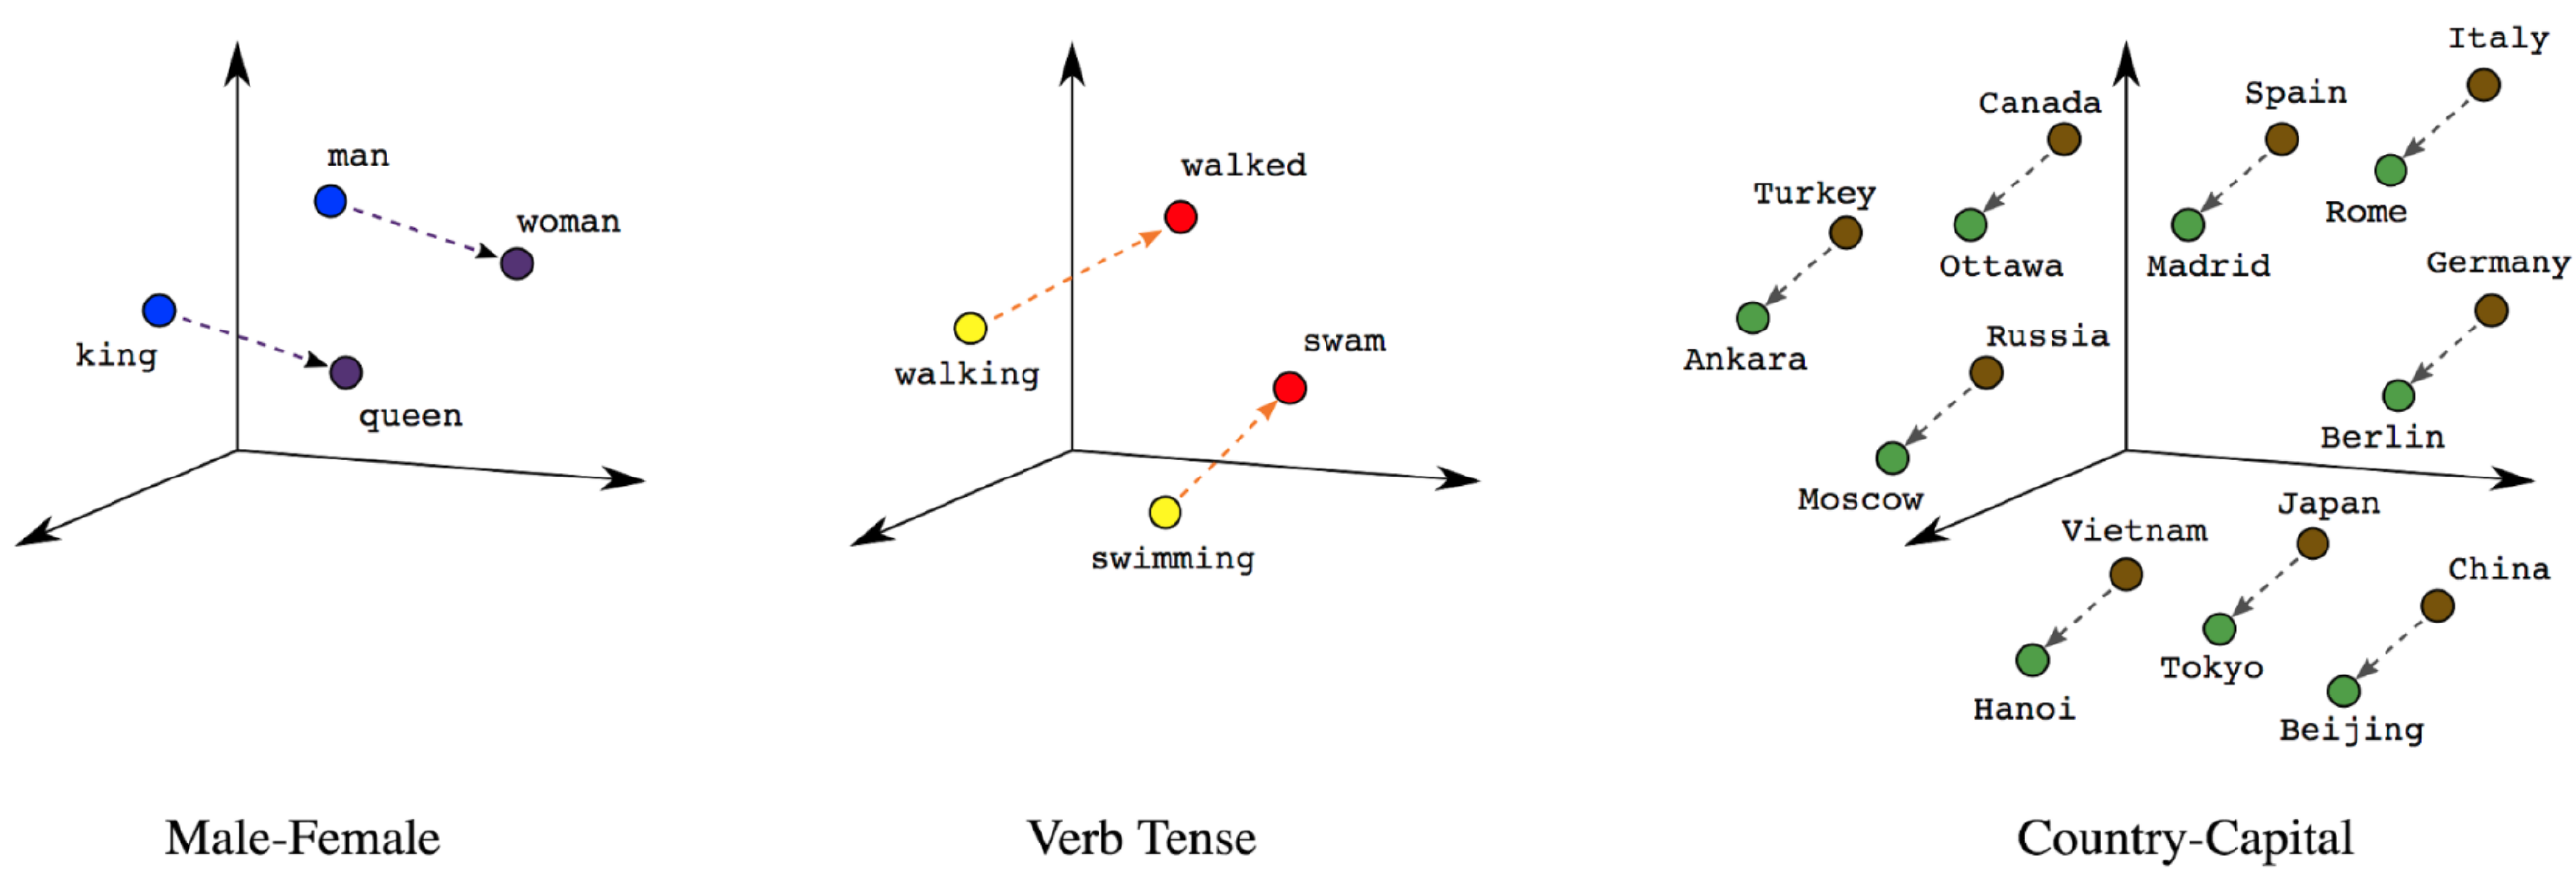 man
woman
king
queen
Male-Female
walked
walking
swam
swimming
Verb Tense
Italy
Spain
Canada
Turkey
Rome
Ottawa
Madrid
Germany
Russia
Ankara
Berlin
Moscow
Japan
Vietnam
China
Tokyo
Hanoi
Beijing
Country-Capital